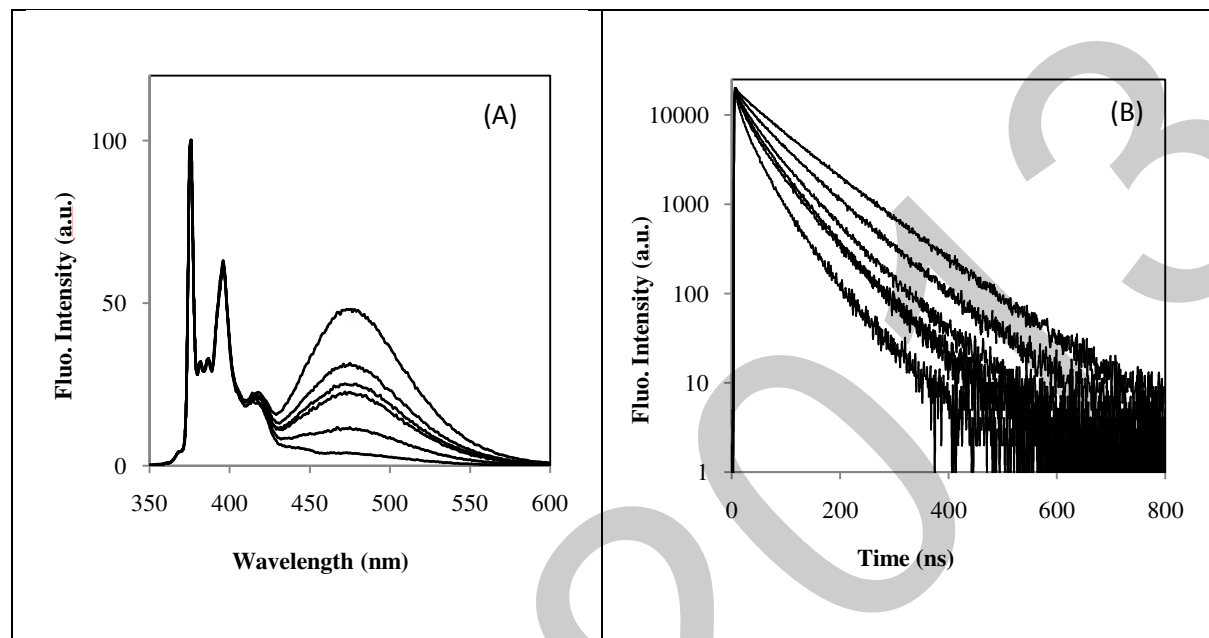 (A)
Fluo. Intensity (a.u.)
100
50
0
350 400 450 500 550 600
Wavelength (nm)
(B)
Fluo. Intensity (a.u.)
10000
1000
100
10
1
0 200 400 600 800
Time (ns)